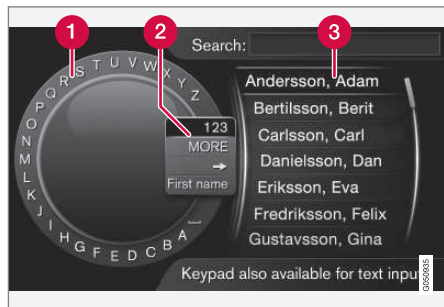 1
2
3
Search:
A B C D E F G H I J K L M N O P Q R S T U V W X Y Z
123
MORE
First name
Andersson, Adam
Bertilsson, Berit
Carlsson, Carl
Danielsson, Dan
Eriksson, Eva
Fredriksson, Felix
Gustavsson, Gina
Keypad also available for text input
G050935